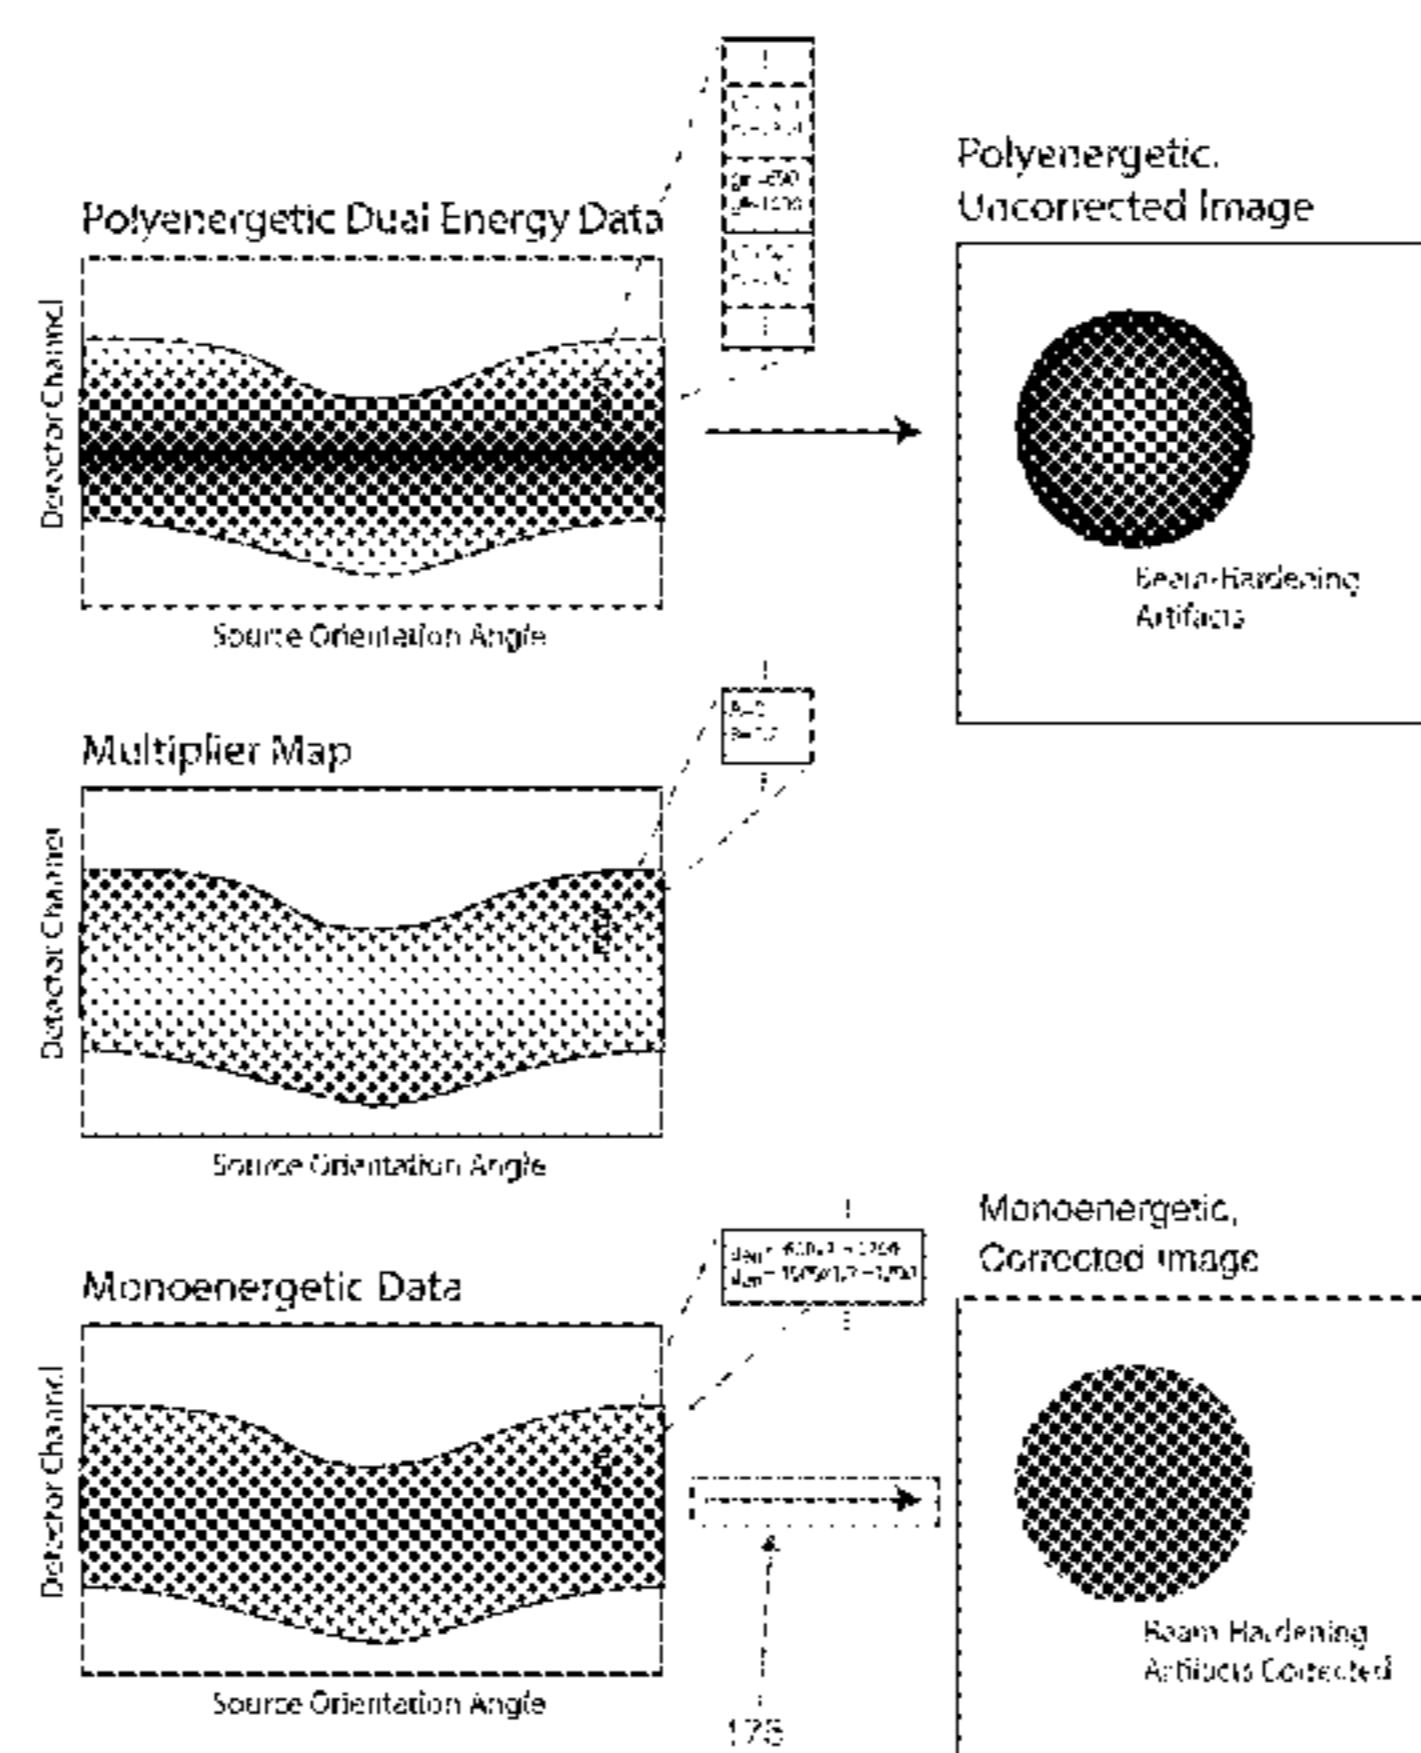 Polyenergetic Dual Energy Data
Detector Channel
Source Orientation Angle
Polyenergetic,
Uncorrected Image
Beam-Hardening
Artifacts
Multiplier Map
Detector Channel
Source Orientation Angle
Monoenergetic Data
Detector Channel
Source Orientation Angle
Monoenergetic,
Corrected Image
Beam Hardening
Artifacts Corrected